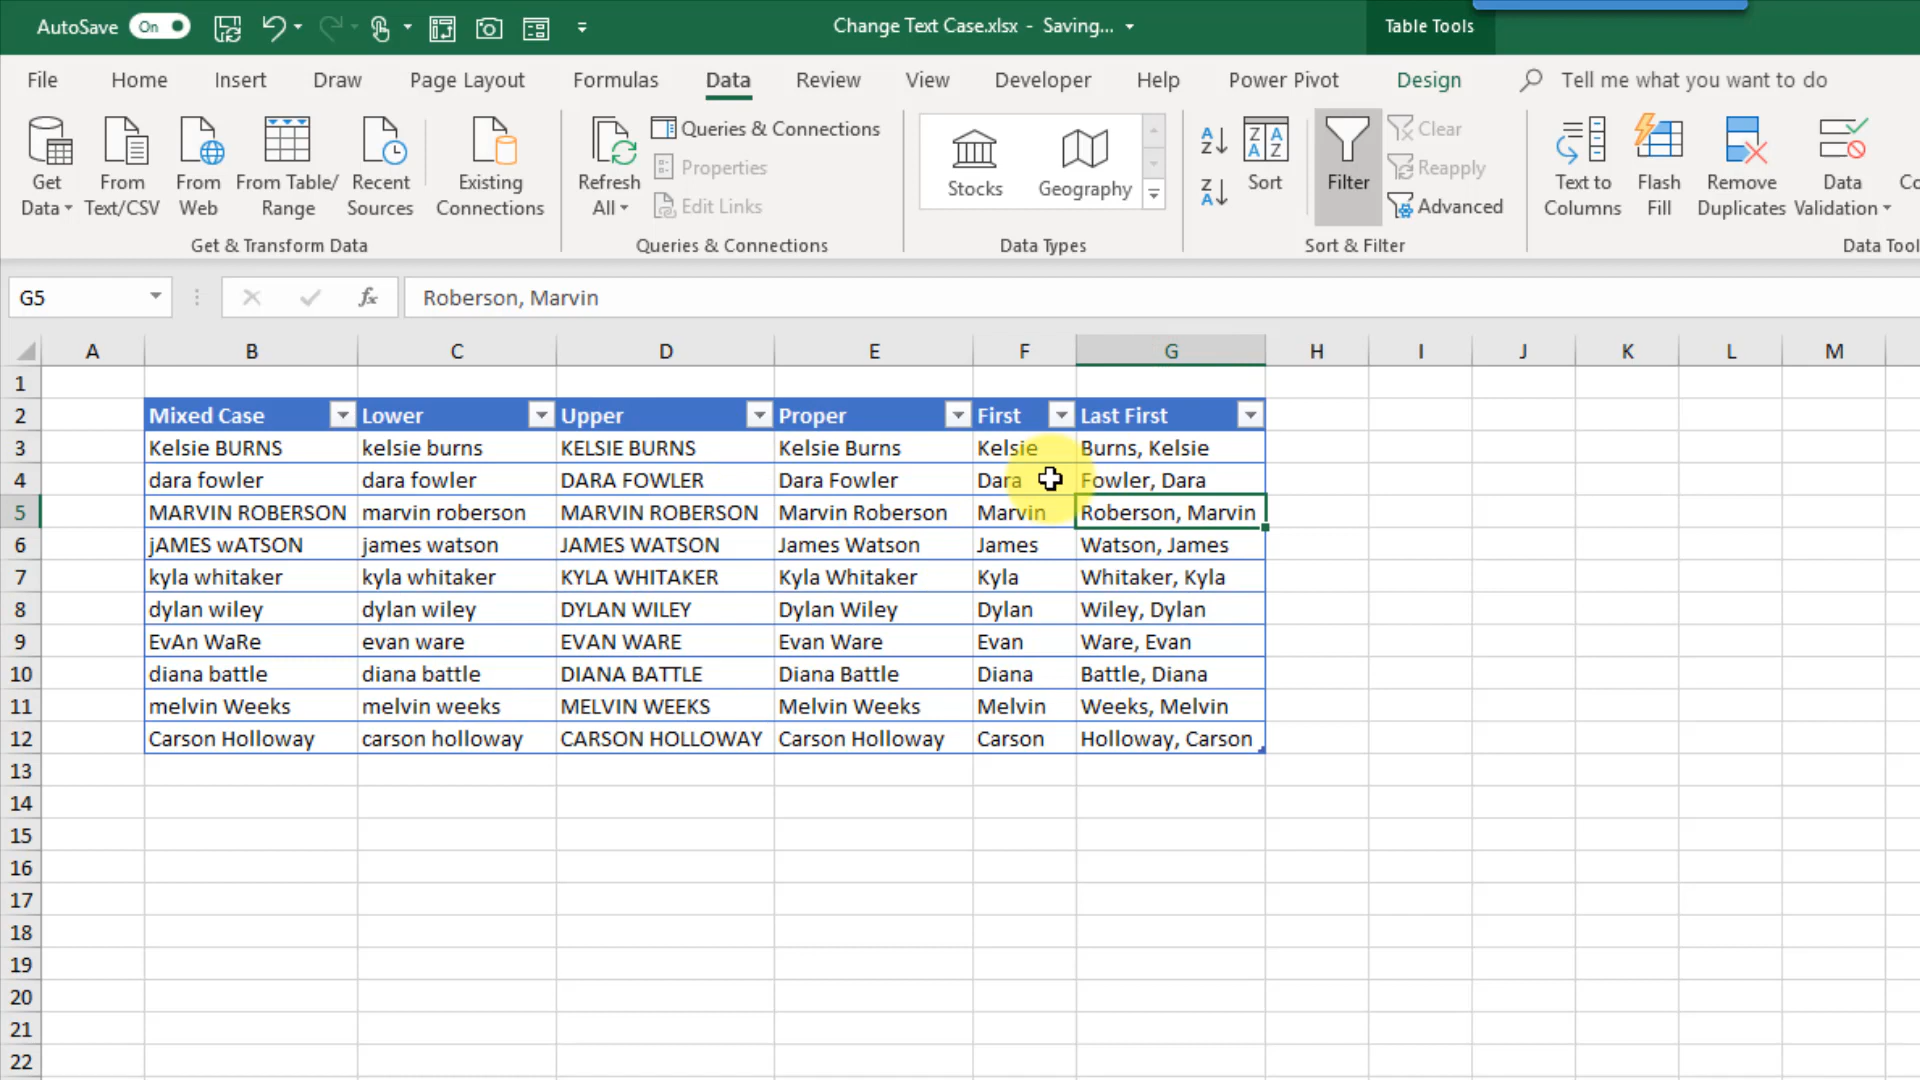 AutoSave On Change Text Case.xlsx - Saving... Table Tools
File Home Insert Draw Page Layout Formulas Data Review View Developer Help Power Pivot Design Tell me what you want to do
Get Data
From Text/CSV
From Web
From Table/ Range
Recent Sources
Existing Connections
Get & Transform Data
Refresh All
Queries & Connections
Properties
Edit Links
Queries & Connections
Stocks Geography
Data Types
Sort
Filter
Clear
Reapply
Advanced
Sort & Filter
Text to Columns
Flash Fill
Remove Duplicates
Data Validation
G5 fx Roberson, Marvin
A B C D E F G H I J K L M
1
2 Mixed Case Lower Upper Proper First Last First
3 Kelsie BURNS kelsie burns KELSIE BURNS Kelsie Burns Kelsie Burns, Kelsie
4 dara fowler dara fowler DARA FOWLER Dara Fowler Dara Fowler, Dara
5 MARVIN ROBERSON marvin roberson MARVIN ROBERSON Marvin Roberson Marvin Roberson, Marvin
6 jAMES wATSON james watson JAMES WATSON James Watson James Watson, James
7 kyla whitaker kyla whitaker KYLA WHITAKER Kyla Whitaker Kyla Whitaker, Kyla
8 dylan wiley dylan wiley DYLAN WILEY Dylan Wiley Dylan Wiley, Dylan
9 EvAn WaRe evan ware EVAN WARE Evan Ware Evan Ware, Evan
10 diana battle diana battle DIANA BATTLE Diana Battle Diana Battle, Diana
11 melvin Weeks melvin weeks MELVIN WEEKS Melvin Weeks Melvin Weeks, Melvin
12 Carson Holloway carson holloway CARSON HOLLOWAY Carson Holloway Carson Holloway, Carson
13
14
15
16
17
18
19
20
21
22